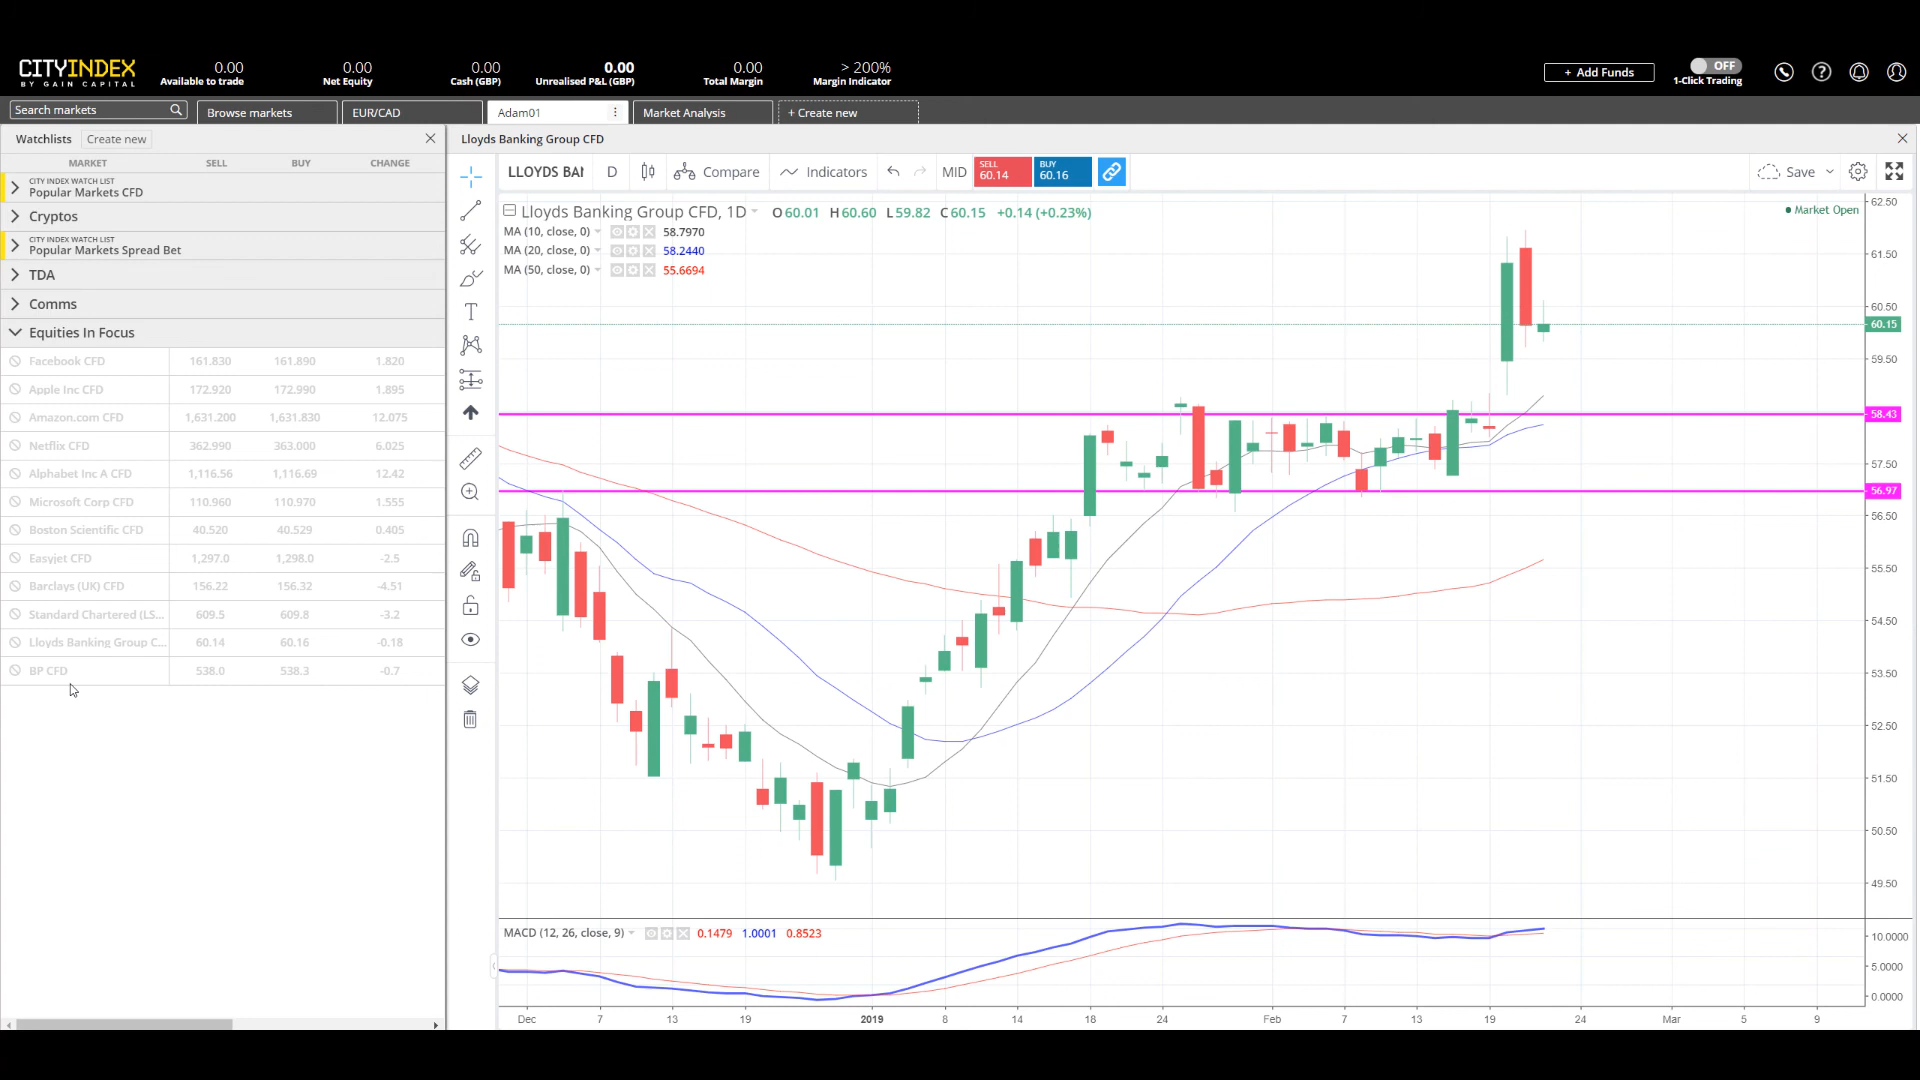 CITYINDEX
BY GAIN CAPITAL
0.00
Available to trade
0.00
Net Equity
0.00
Cash (GBP)
0.00
Unrealised P&L (GBP)
0.00
Total Margin
> 200%
Margin Indicator
+ Add Funds
OFF
1-Click Trading
Search markets
Browse markets
EUR/CAD
Adam01
Market Analysis
+ Create new
Watchlists
Create new
Lloyds Banking Group CFD
MARKET SELL BUY CHANGE
CITY INDEX WATCH LIST
Popular Markets CFD
Cryptos
CITY INDEX WATCH LIST
Popular Markets Spread Bet
TDA
Comms
Equities In Focus
Facebook CFD 161.830 161.890 1.820
Apple Inc CFD 172.920 172.990 1.895
Amazon.com CFD 1,631.200 1,631.830 12.075
Netflix CFD 362.990 363.000 6.025
Alphabet Inc A CFD 1,116.56 1,116.69 12.42
Microsoft Corp CFD 110.960 110.970 1.555
Boston Scientific CFD 40.520 40.529 0.405
Easyjet CFD 1,297.0 1,298.0 -2.5
Barclays (UK) CFD 156.22 156.32 -4.51
Standard Chartered (LS... 609.5 609.8 -3.2
Lloyds Banking Group C... 60.14 60.16 -0.18
BP CFD 538.0 538.3 -0.7
LLOYDS BAN
D
Compare
Indicators
MID
SELL
60.14
BUY
60.16
Save
Lloyds Banking Group CFD, 1D O60.01 H60.60 L59.82 C60.15 +0.14 (+0.23%)
Market Open
MA (10, close, 0) 58.7970
MA (20, close, 0) 58.2440
MA (50, close, 0) 55.6694
62.50
61.50
60.50
60.15
59.50
58.43
57.50
56.97
56.50
55.50
54.50
53.50
52.50
51.50
50.50
49.50
MACD (12, 26, close, 9) 0.1479 1.0001 0.8523
10.0000
5.0000
0.0000
Dec 7 13 19 2019 8 14 18 24 Feb 7 13 19 24 Mar 5 9